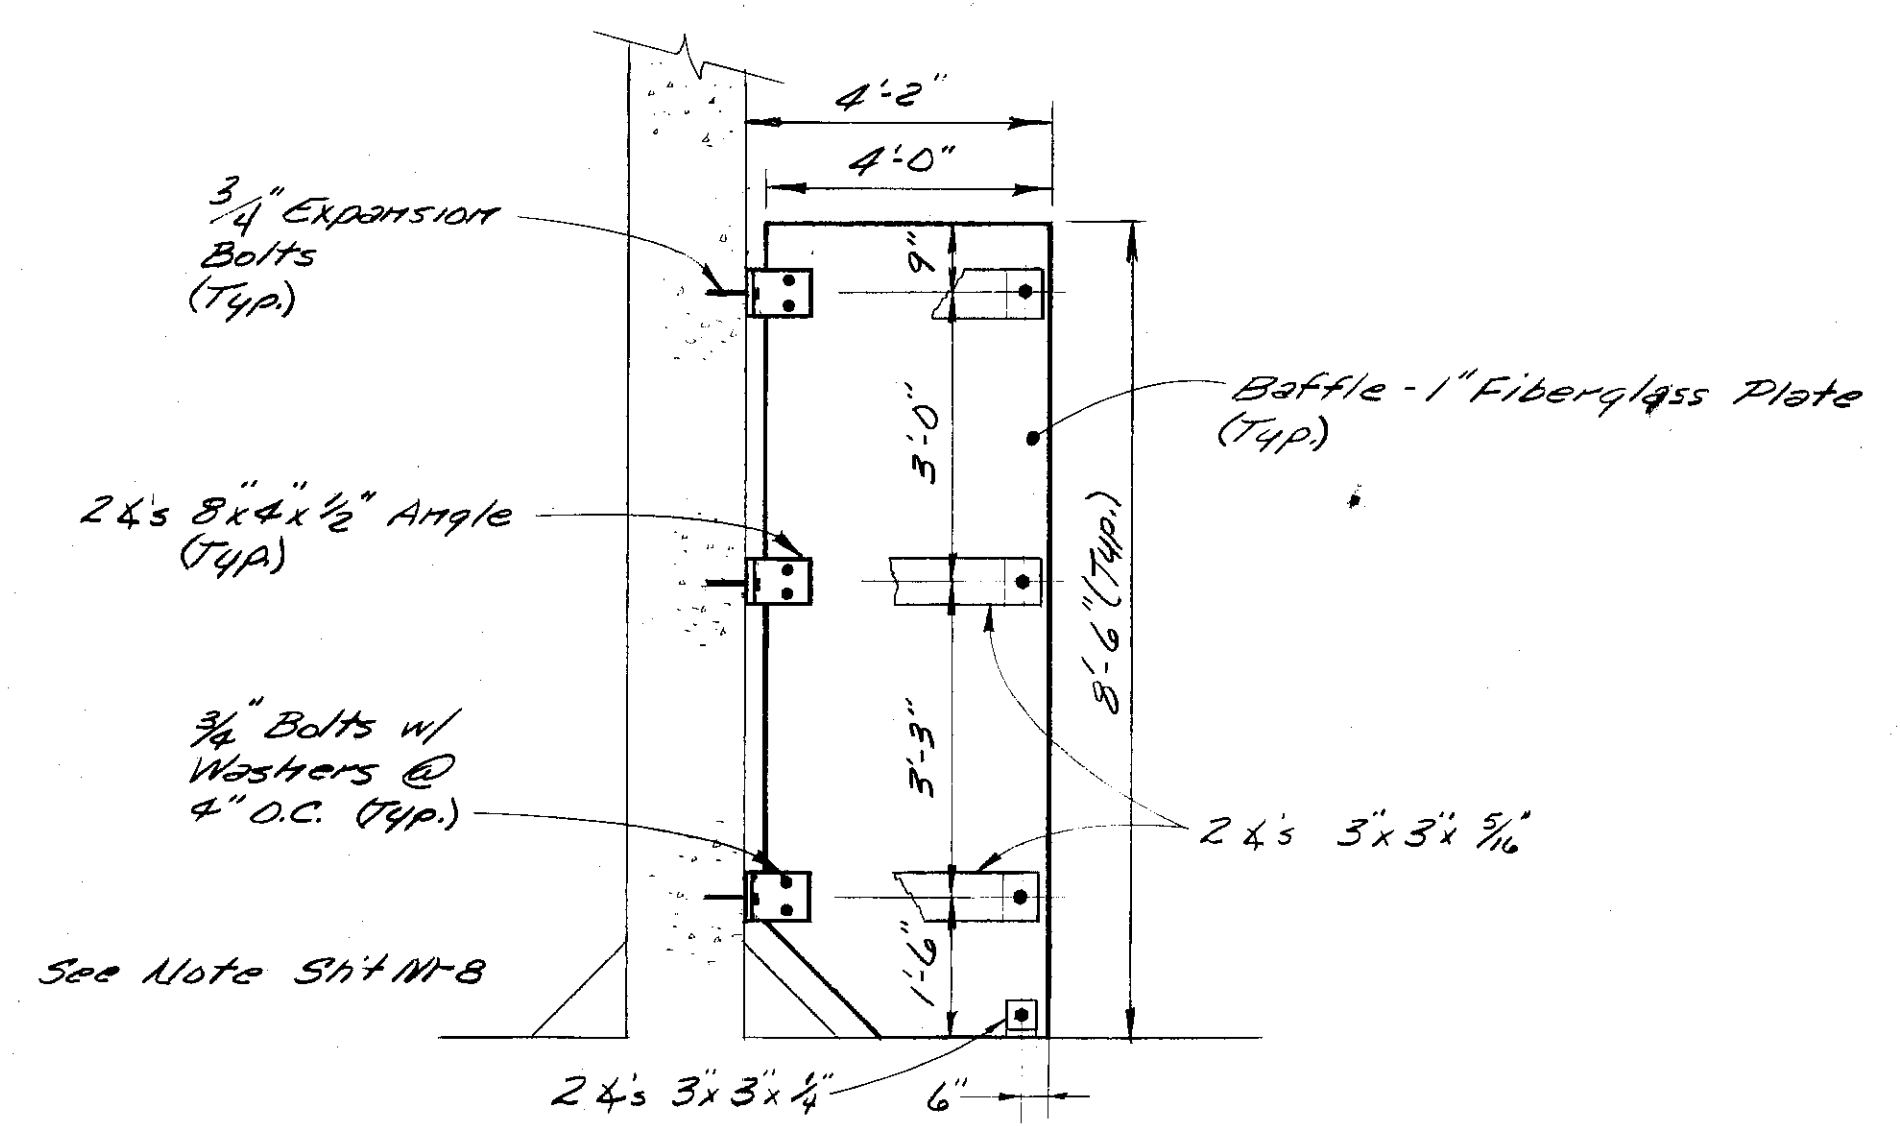 4'-2"
4'-0"
3/4" Expansion
Bolts
(Typ.)
9"
3'-0"
Baffle - 1" Fiberglass Plate
(Typ.)
2 ∡'s 8"x4"x1/2" Angle
(Typ.)
8'-6" (Typ.)
3/4" Bolts w/
Washers @
4" O.C. (Typ.)
3'-3"
2 ∡'s 3"x3"x5/16"
1'-6"
See Note Sh't M-8
2 ∡'s 3"x3"x1/4"
6"